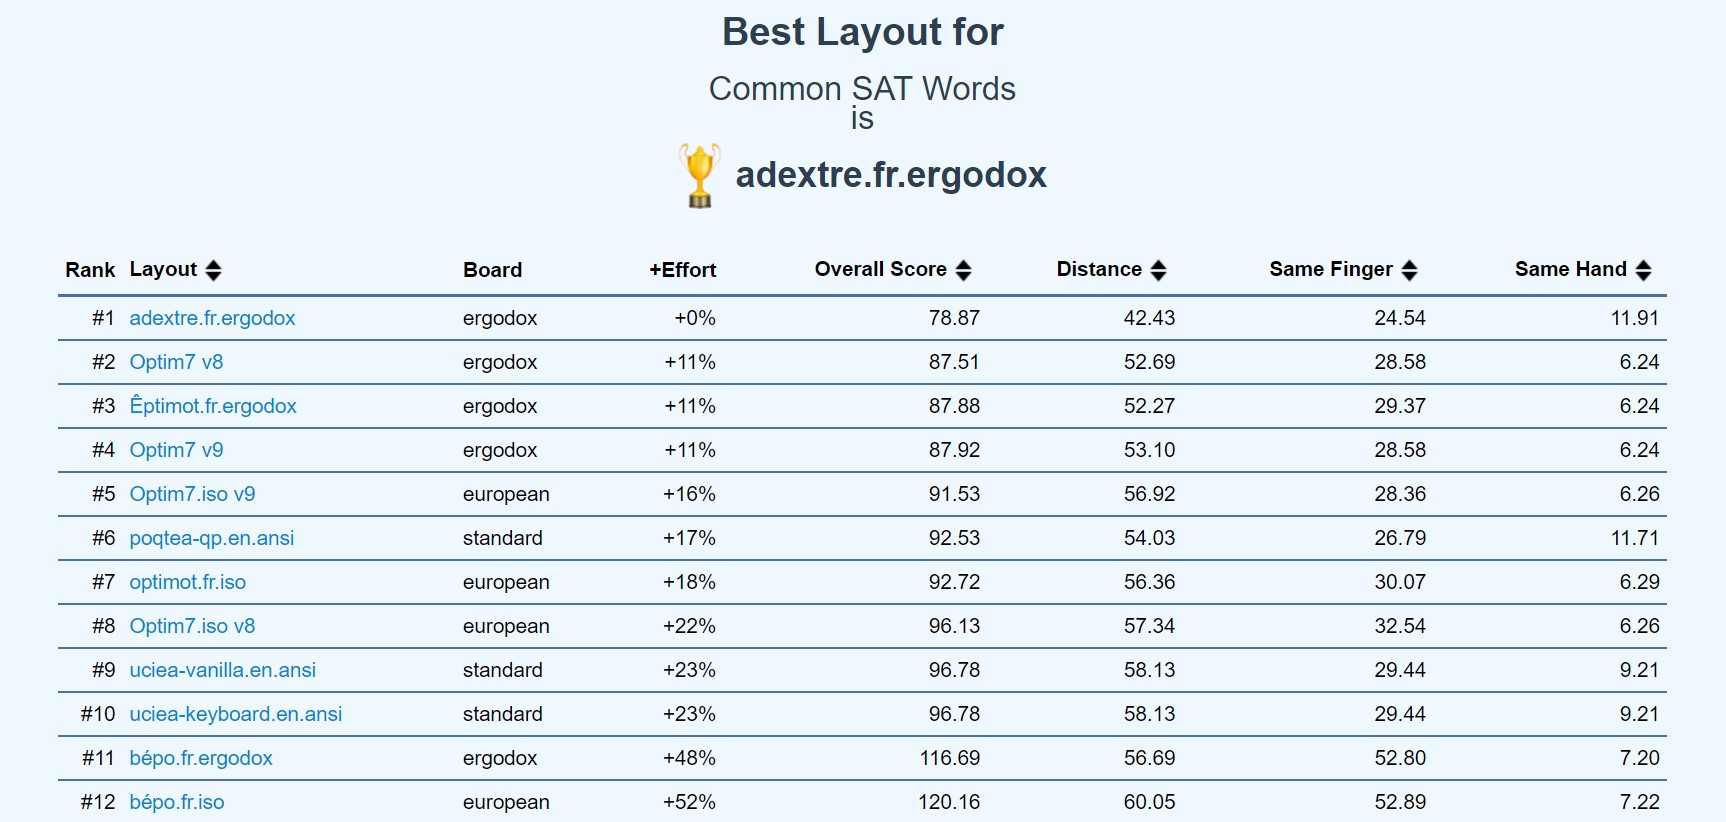 Best Layout for
Common SAT Words
is
adextre.fr.ergodox
Rank Layout Board +Effort Overall Score Distance Same Finger Same Hand
#1 adextre.fr.ergodox ergodox +0% 78.87 42.43 24.54 11.91
#2 Optim7 v8 ergodox +11% 87.51 52.69 28.58 6.24
#3 Êptimot.fr.ergodox ergodox +11% 87.88 52.27 29.37 6.24
#4 Optim7 v9 ergodox +11% 87.92 53.10 28.58 6.24
#5 Optim7.iso v9 european +16% 91.53 56.92 28.36 6.26
#6 poqtea-qp.en.ansi standard +17% 92.53 54.03 26.79 11.71
#7 optimot.fr.iso european +18% 92.72 56.36 30.07 6.29
#8 Optim7.iso v8 european +22% 96.13 57.34 32.54 6.26
#9 uciea-vanilla.en.ansi standard +23% 96.78 58.13 29.44 9.21
#10 uciea-keyboard.en.ansi standard +23% 96.78 58.13 29.44 9.21
#11 bépo.fr.ergodox ergodox +48% 116.69 56.69 52.80 7.20
#12 bépo.fr.iso european +52% 120.16 60.05 52.89 7.22